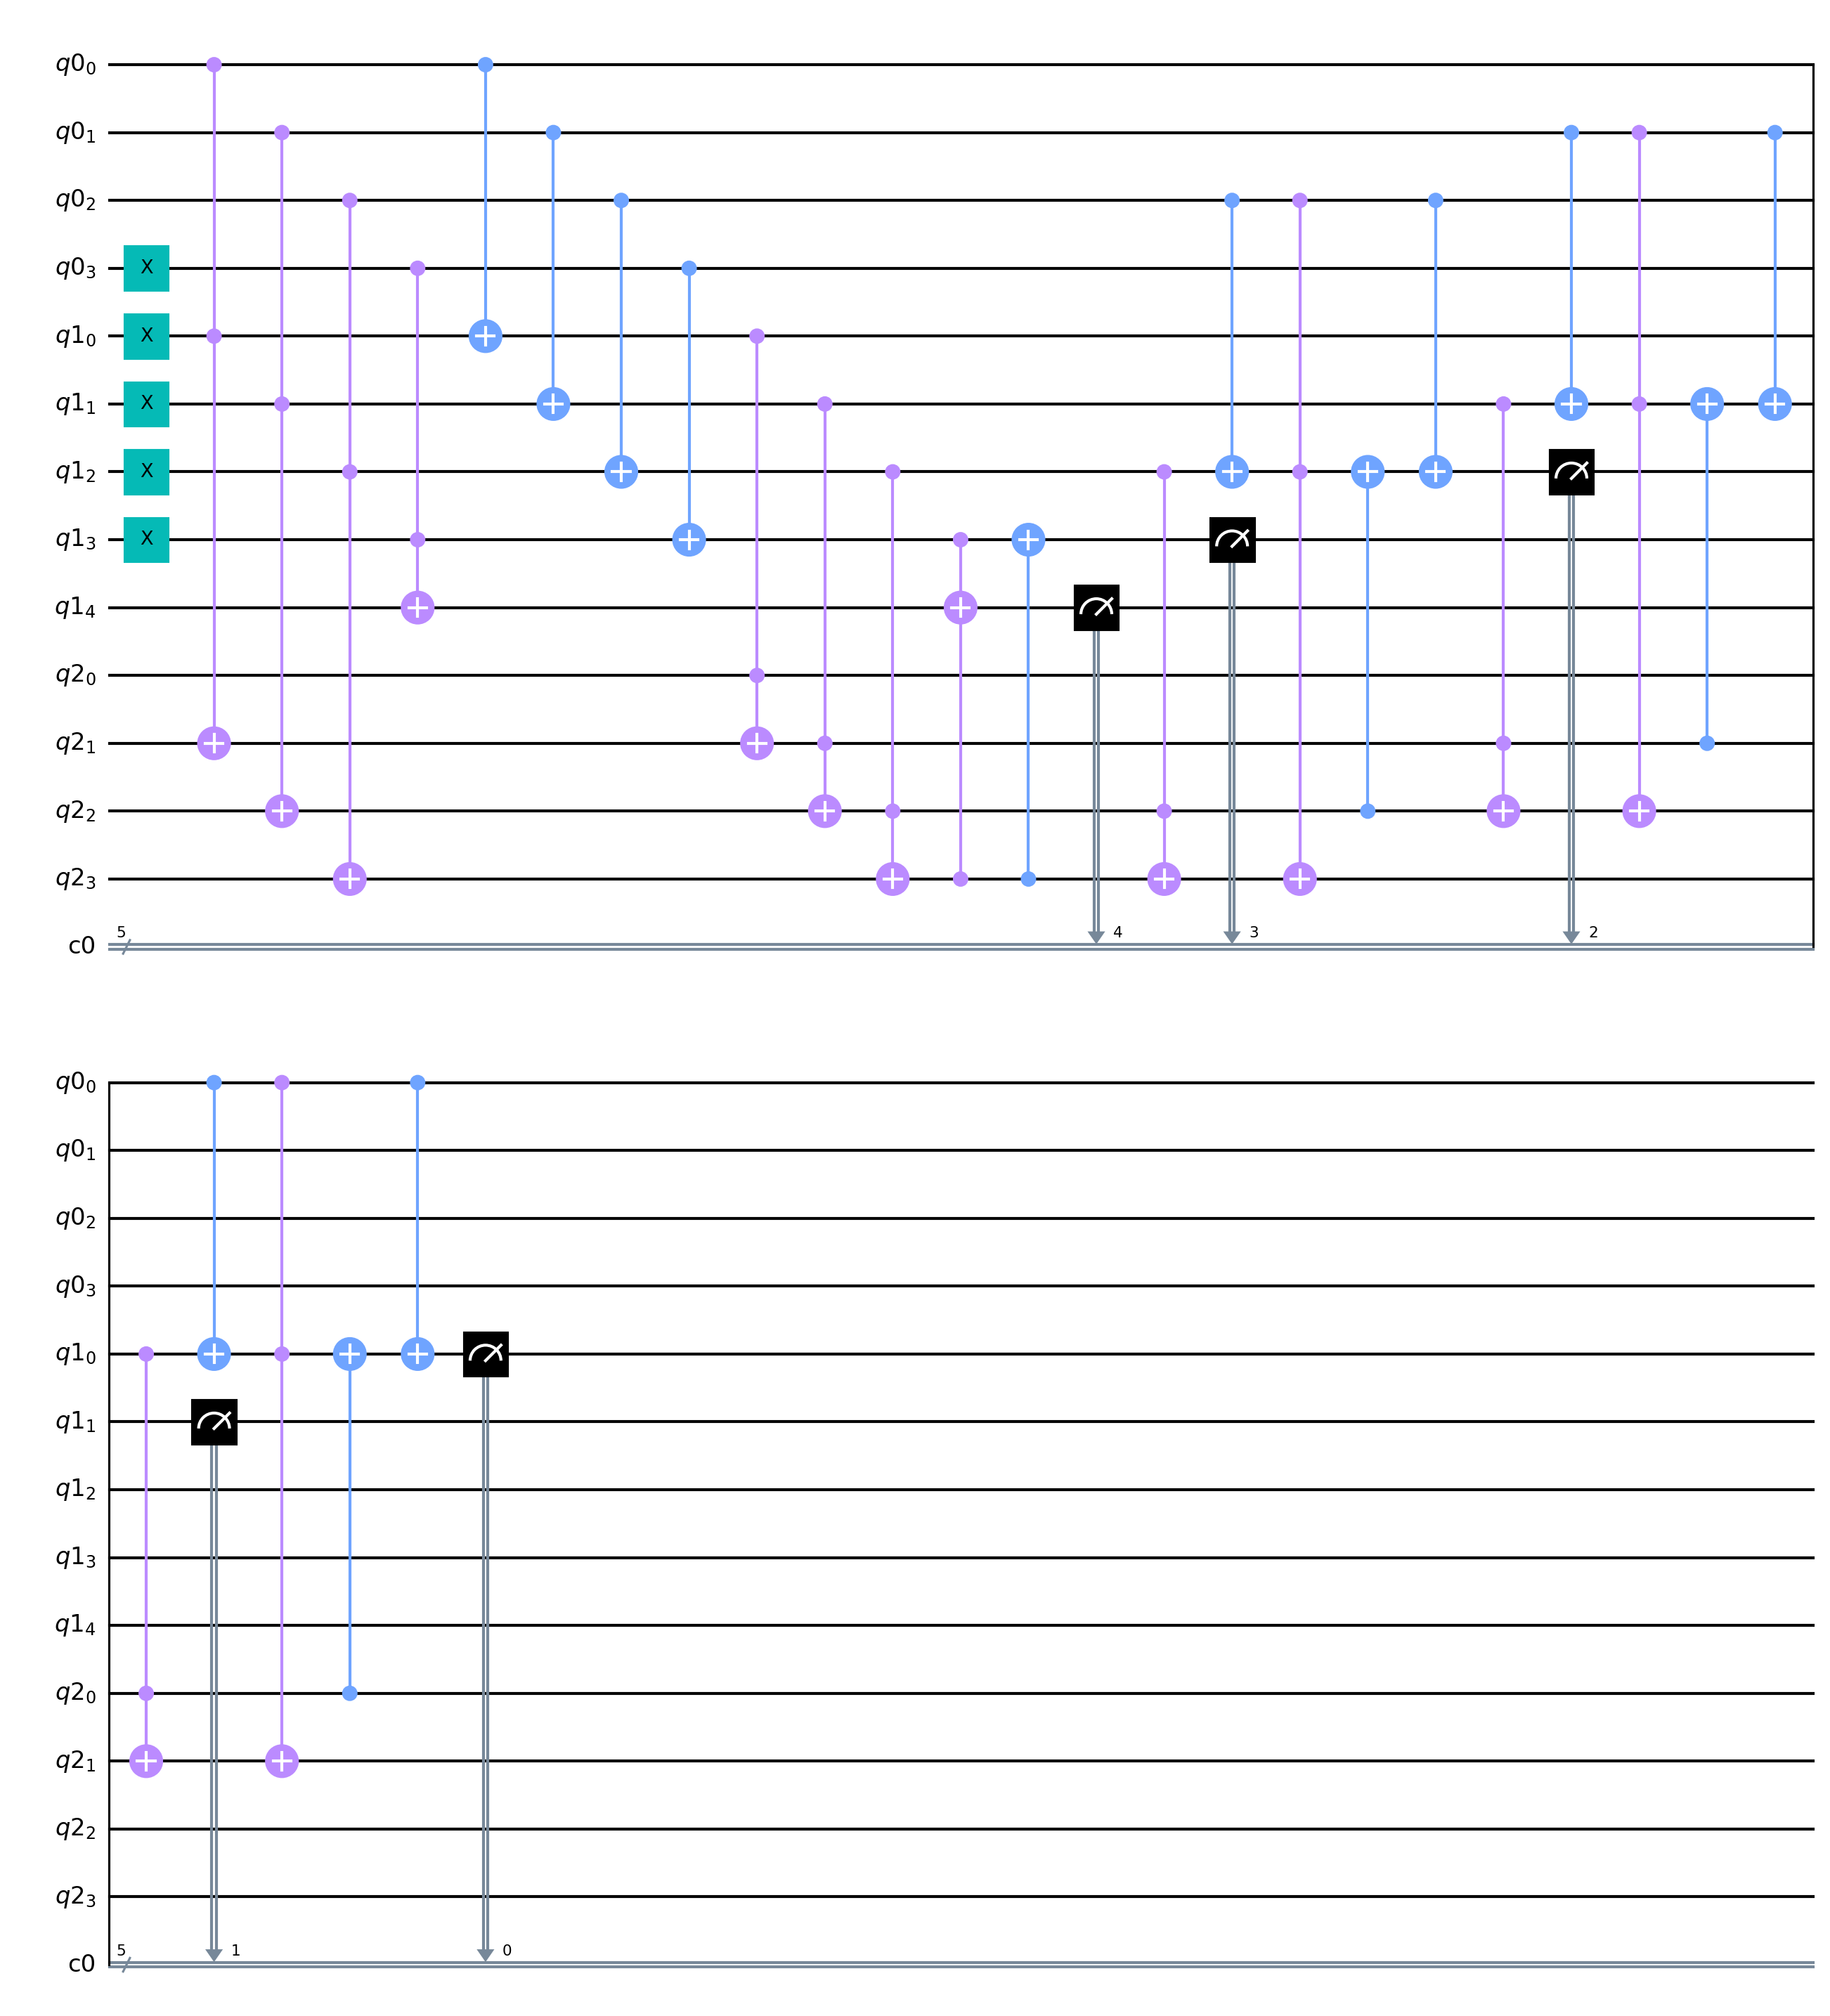 q0₀
q0₁
q0₂
X q0₃
X q1₀
X q1₁
X q1₂
X q1₃
q1₄
q2₀
q2₁
q2₂
q2₃
c0 5 4 3 2
q0₀
q0₁
q0₂
q0₃
q1₀
q1₁
q1₂
q1₃
q1₄
q2₀
q2₁
q2₂
q2₃
c0 5 1 0